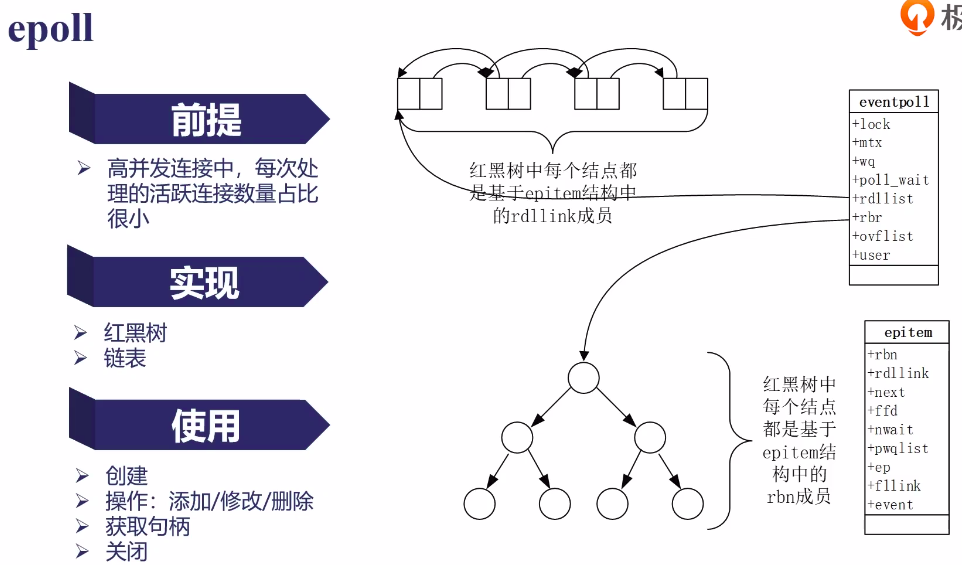 epoll
前提
高并发连接中，每次处
理的活跃连接数量占比
很小
实现
红黑树
链表
使用
创建
操作：添加/修改/删除
获取句柄
关闭
红黑树中每个结点都
是基于epitem结构中
的rdllink成员
eventpoll
+lock
+mtx
+wq
+poll_wait
+rdllist
+rbr
+ovflist
+user
红黑树中
每个结点
都是基于
epitem结
构中的
rbn成员
epitem
+rbn
+rdllink
+next
+ffd
+nwait
+pwqlist
+ep
+fllink
+event